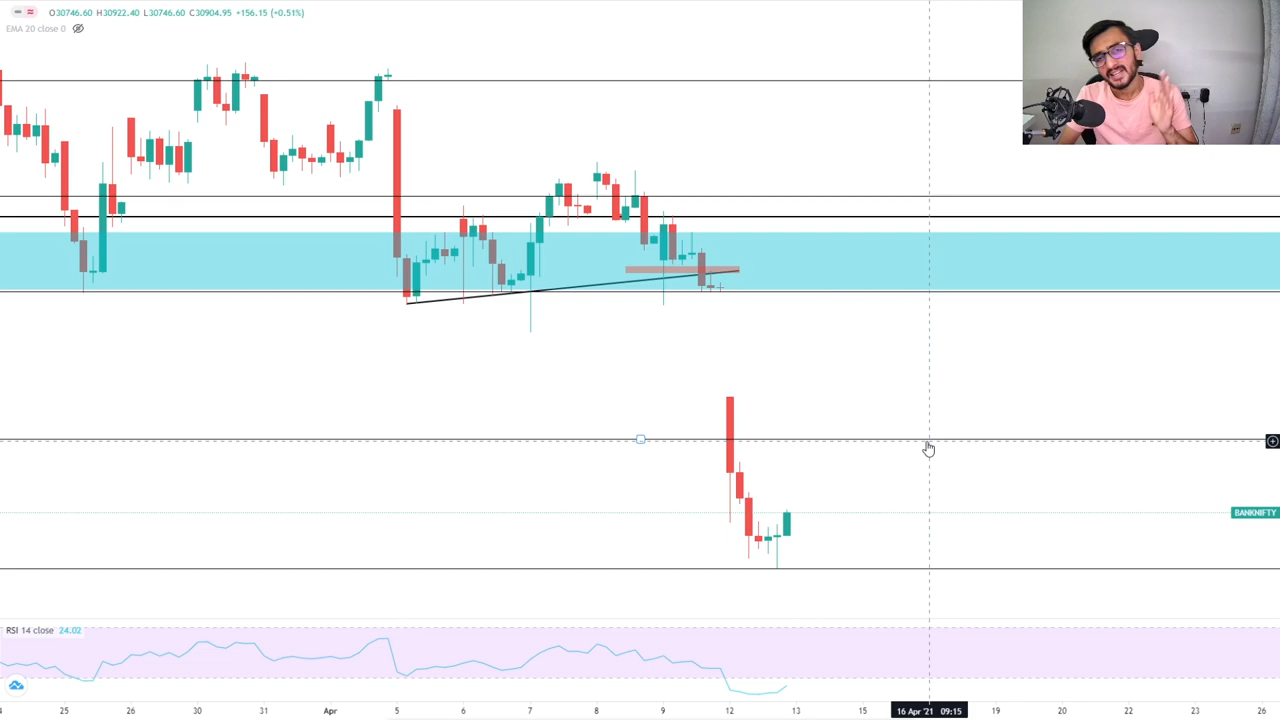 O30746.60 H30922.40 L30746.60 C30904.95 +156.15 (+0.51%)
EMA 20 close 0
BANKNIFTY
RSI 14 close 24.02
25 26 30 31 Apr 5 6 7 8 9 12 13 15 16 Apr '21 09:15 19 20 22 23 26